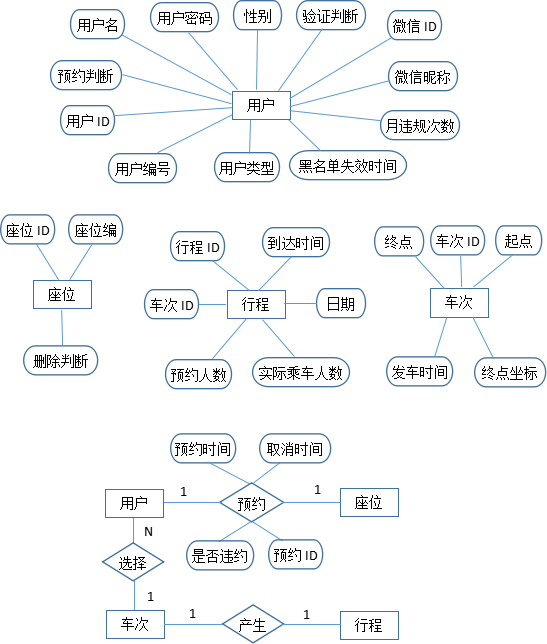 用户名
用户密码
性别
验证判断
微信 ID
预约判断
微信昵称
用户
用户 ID
月违规次数
用户编号
用户类型
黑名单失效时间
座位 ID
座位编
行程 ID
到达时间
终点
车次 ID
起点
座位
车次 ID
行程
日期
车次
删除判断
预约人数
实际乘车人数
发车时间
终点坐标
预约时间
取消时间
用户
1
预约
1
座位
N
是否违约
预约 ID
选择
1
车次
1
产生
1
行程